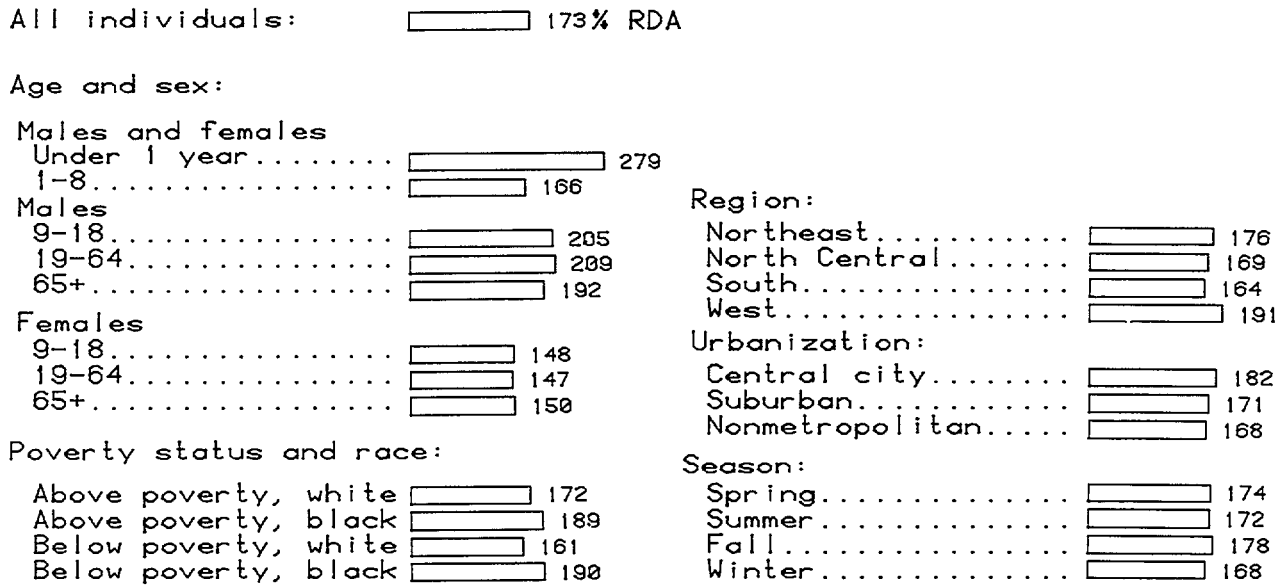 All individuals: 173% RDA
Age and sex:
Males and females
Under 1 year........ 279
1-8................. 166
Males
9-18................ 205
19-64............... 209
65+................. 192
Females
9-18................ 148
19-64............... 147
65+................. 150
Poverty status and race:
Above poverty, white 172
Above poverty, black 189
Below poverty, white 161
Below poverty, black 190
Region:
Northeast........... 176
North Central....... 169
South............... 164
West................ 191
Urbanization:
Central city........ 182
Suburban............ 171
Nonmetropolitan..... 168
Season:
Spring.............. 174
Summer.............. 172
Fall................ 178
Winter.............. 168